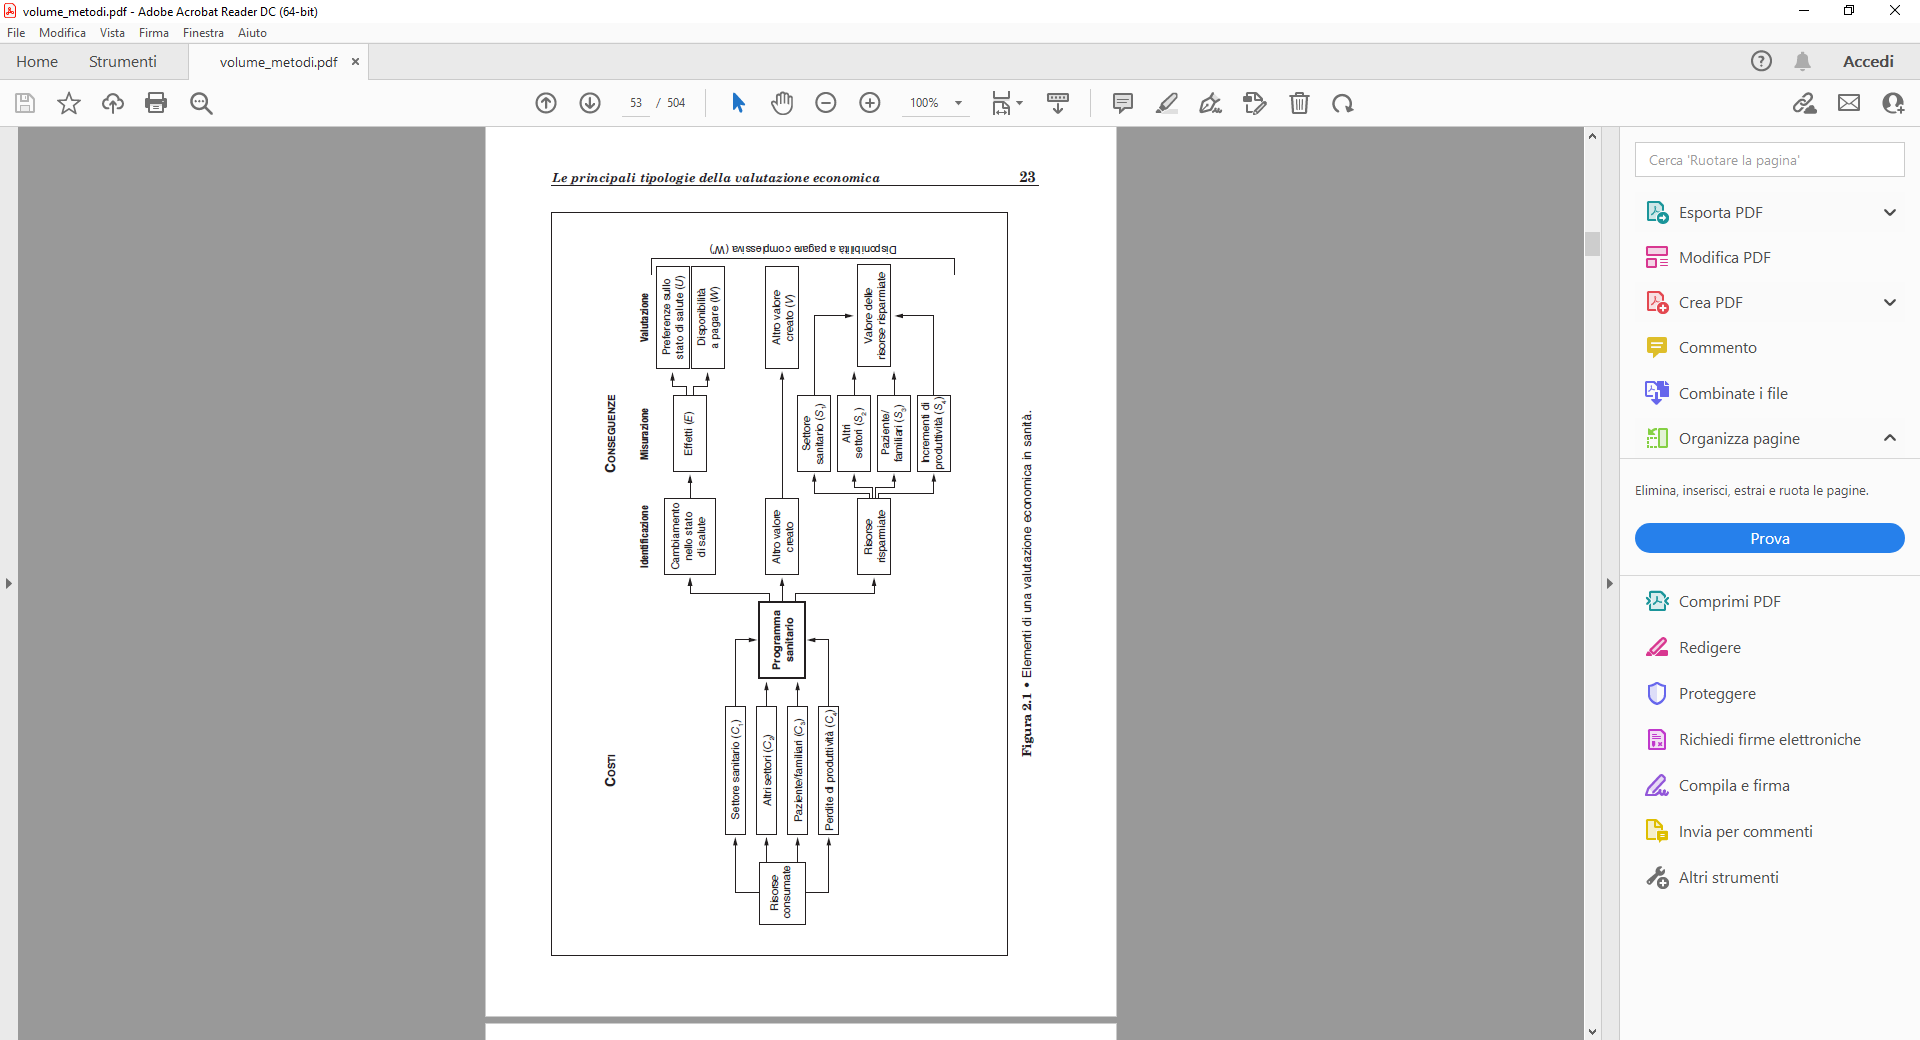 volume_metodi.pdf - Adobe Acrobat Reader DC (64-bit)
File Modifica Vista Firma Finestra Aiuto
Home Strumenti volume_metodi.pdf Accedi
53 / 504 100%
Le principali tipologie della valutazione economica 23
COSTI
CONSEGUENZE
Identificazione
Misurazione
Valutazione
Risorse
consumate
Settore sanitario (C1)
Altri settori (C2)
Paziente/familiari (C3)
Perdite di produttività (C4)
Programma
sanitario
Cambiamento
nello stato
di salute
Effetti (E)
Preferenze sullo
stato di salute (U)
Disponibilità
a pagare (W)
Altro valore
creato
Altro valore
creato (V)
Risorse
risparmiate
Settore
sanitario (S1)
Altri
settori (S2)
Paziente/
familiari (S3)
Incrementi di
produttività (S4)
Valore delle
risorse risparmiate
Disponibilità a pagare complessiva (W')
Figura 2.1 • Elementi di una valutazione economica in sanità.
Cerca 'Ruotare la pagina'
Esporta PDF
Modifica PDF
Crea PDF
Commento
Combinate i file
Organizza pagine
Elimina, inserisci, estrai e ruota le pagine.
Prova
Comprimi PDF
Redigere
Proteggere
Richiedi firme elettroniche
Compila e firma
Invia per commenti
Altri strumenti